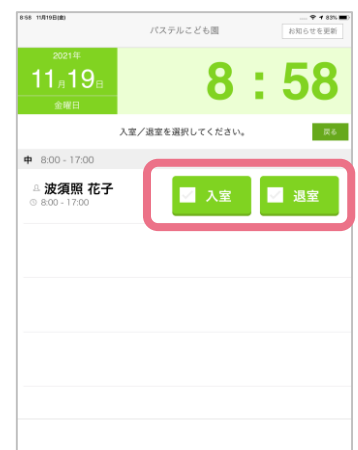 8:58 11月19日(金) 83%
パステルこども園
お知らせを更新
2021年
11月19日
金曜日
8:58
入室／退室を選択してください。
戻る
中 8:00 - 17:00
波須照 花子
8:00 - 17:00
入室
退室